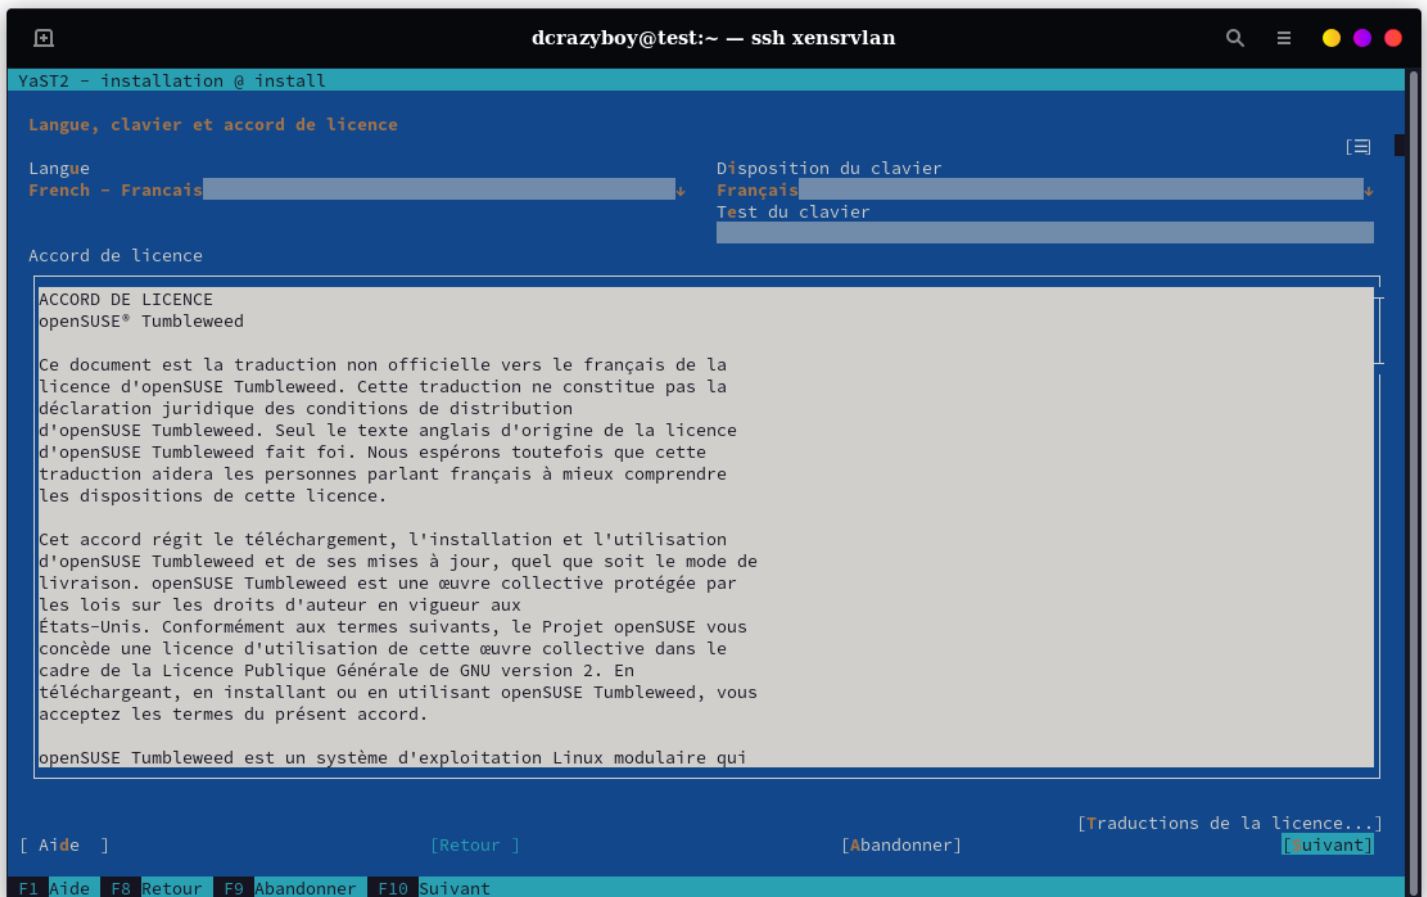 dcrazyboy@test:~ — ssh xensrvlan
YaST2 - installation @ install
Langue, clavier et accord de licence
[☰]
Langue
French - Francais↓
Disposition du clavier
Français↓
Test du clavier
Accord de licence
ACCORD DE LICENCE
openSUSE® Tumbleweed
Ce document est la traduction non officielle vers le français de la
licence d'openSUSE Tumbleweed. Cette traduction ne constitue pas la
déclaration juridique des conditions de distribution
d'openSUSE Tumbleweed. Seul le texte anglais d'origine de la licence
d'openSUSE Tumbleweed fait foi. Nous espérons toutefois que cette
traduction aidera les personnes parlant français à mieux comprendre
les dispositions de cette licence.
Cet accord régit le téléchargement, l'installation et l'utilisation
d'openSUSE Tumbleweed et de ses mises à jour, quel que soit le mode de
livraison. openSUSE Tumbleweed est une œuvre collective protégée par
les lois sur les droits d'auteur en vigueur aux
États-Unis. Conformément aux termes suivants, le Projet openSUSE vous
concède une licence d'utilisation de cette œuvre collective dans le
cadre de la Licence Publique Générale de GNU version 2. En
téléchargeant, en installant ou en utilisant openSUSE Tumbleweed, vous
acceptez les termes du présent accord.
openSUSE Tumbleweed est un système d'exploitation Linux modulaire qui
[Traductions de la licence...]
[ Aide ] [Retour ] [Abandonner] [Suivant]
F1 Aide F8 Retour F9 Abandonner F10 Suivant